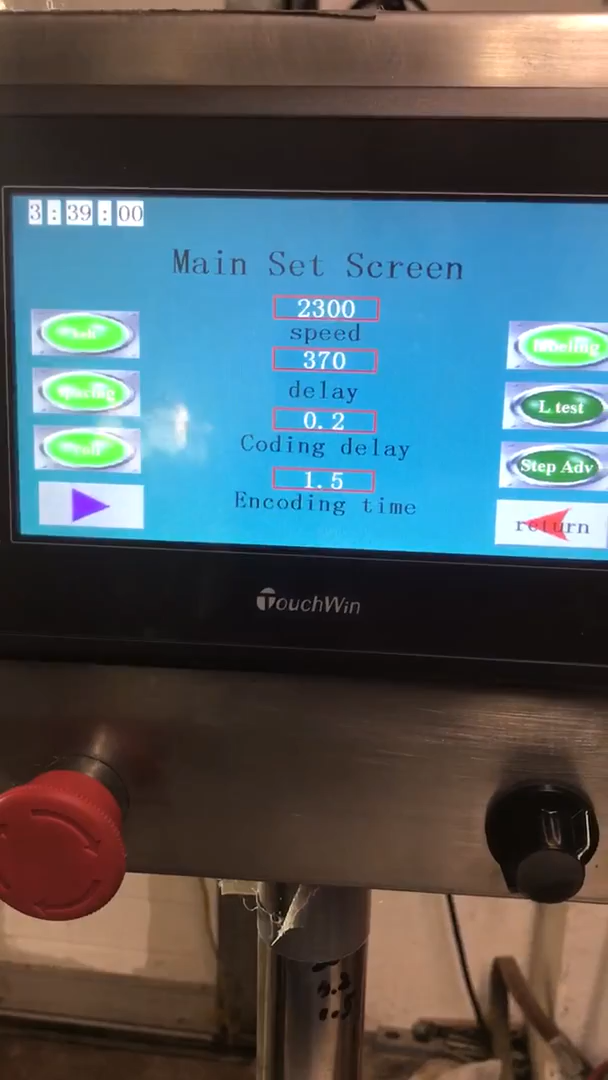 3:39:00
Main Set Screen
2300
speed
370
delay
0.2
Coding delay
1.5
Encoding time
labeling
L test
Step Adv
return
TouchWin